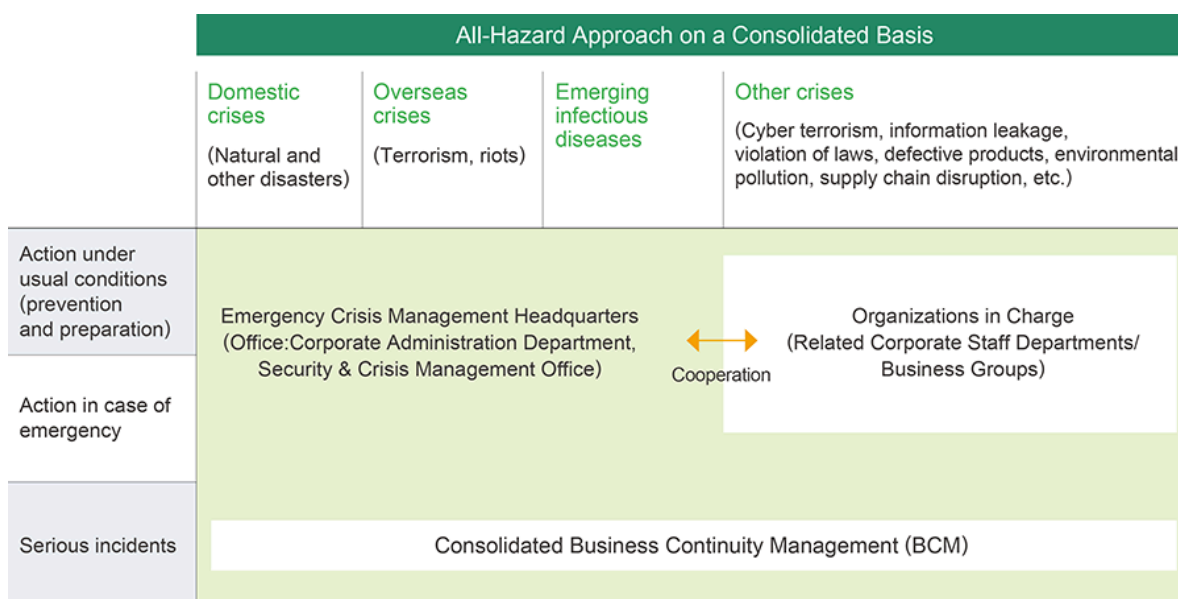 All-Hazard Approach on a Consolidated Basis
Domestic
crises
(Natural and
other disasters)
Overseas
crises
(Terrorism, riots)
Emerging
infectious
diseases
Other crises
(Cyber terrorism, information leakage,
violation of laws, defective products, environmental
pollution, supply chain disruption, etc.)
Action under
usual conditions
(prevention
and preparation)
Emergency Crisis Management Headquarters
(Office:Corporate Administration Department,
Security & Crisis Management Office)
Cooperation
Organizations in Charge
(Related Corporate Staff Departments/
Business Groups)
Action in case of
emergency
Serious incidents
Consolidated Business Continuity Management (BCM)